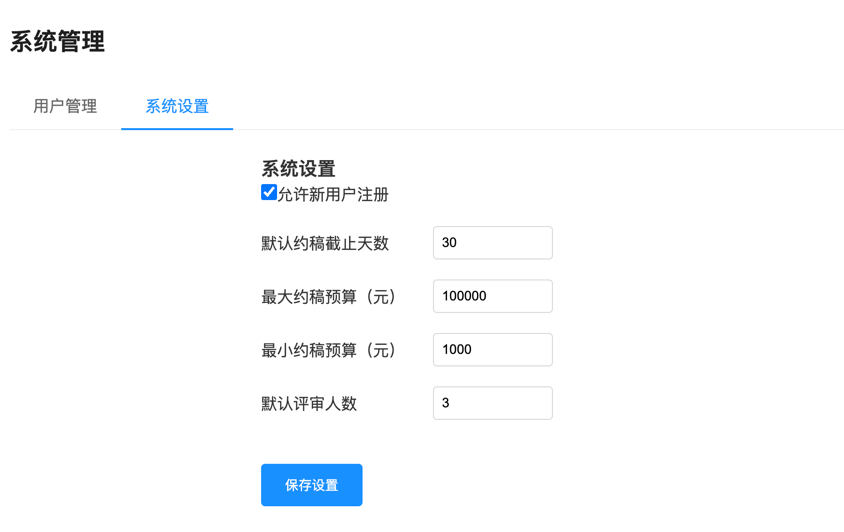 系统管理
用户管理 系统设置
系统设置
允许新用户注册
默认约稿截止天数 30
最大约稿预算（元） 100000
最小约稿预算（元） 1000
默认评审人数 3
保存设置